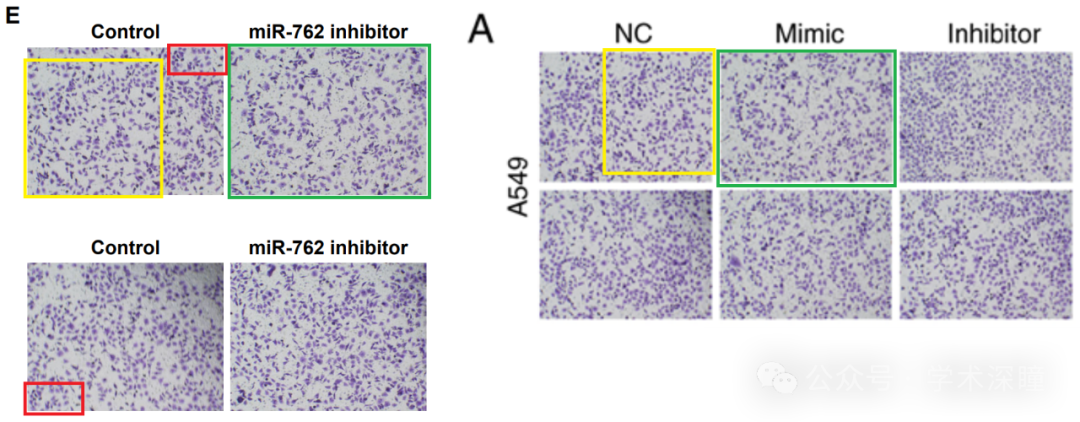 E
Control miR-762 inhibitor
Control miR-762 inhibitor
A
NC Mimic Inhibitor
A549
公众号 学术深瞳